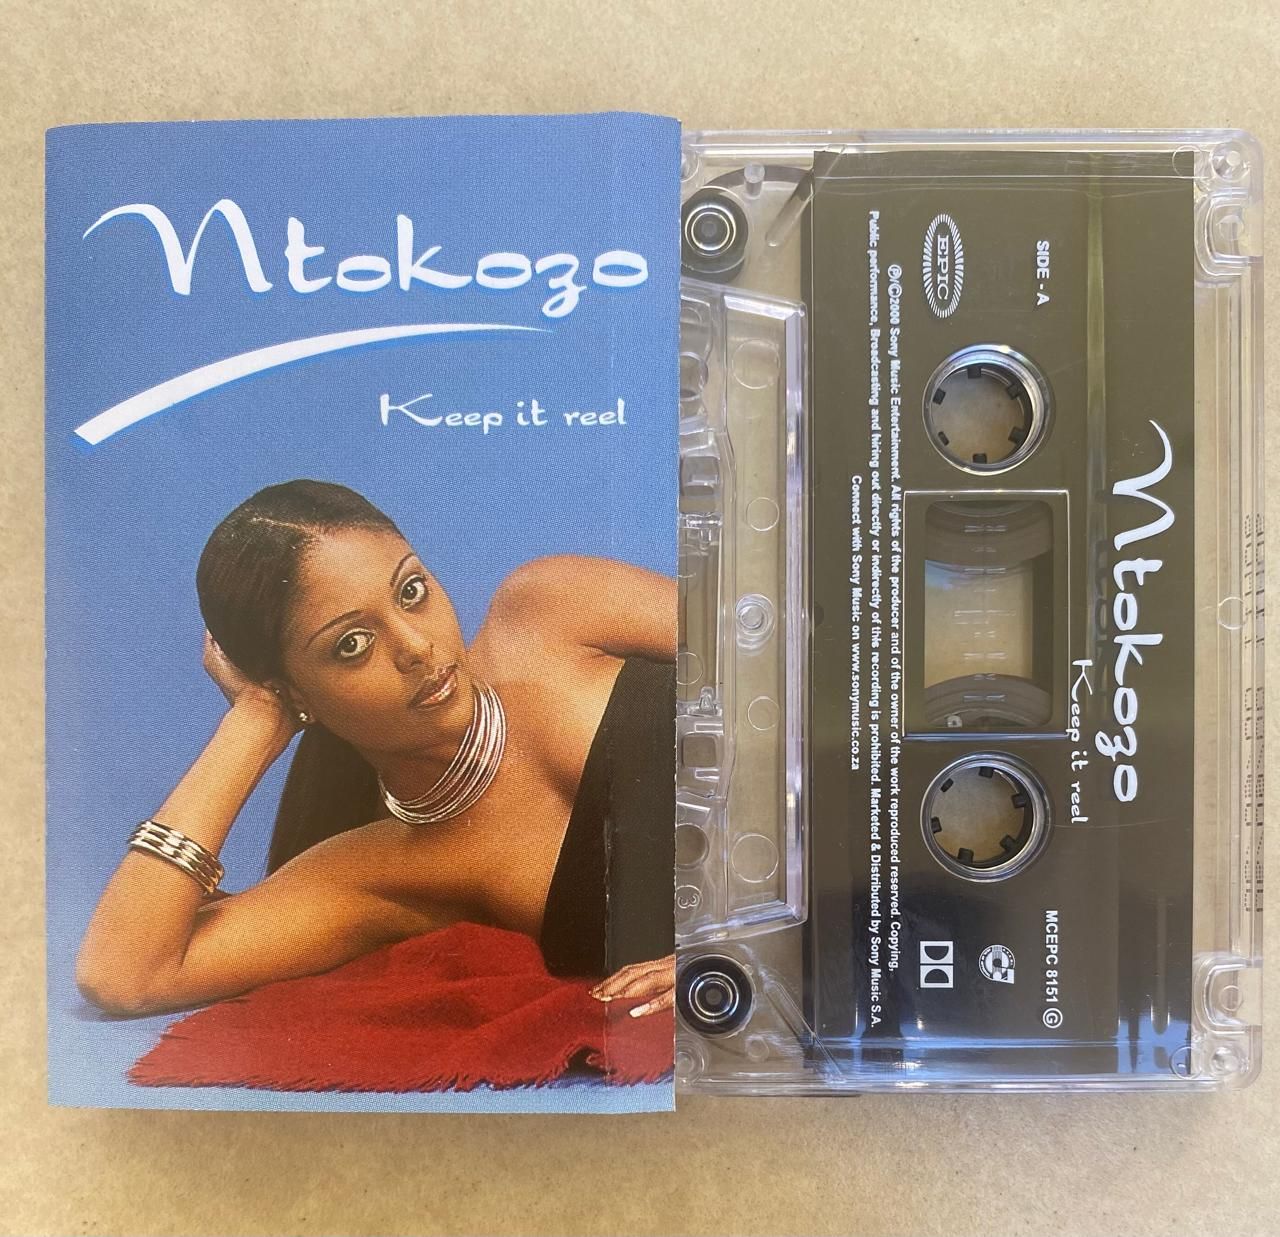 Ntokozo
Keep it reel
Ntokozo
Keep it reel
SIDE - A
MCEPC 8151 Ⓖ
EPIC
℗/©2000 Sony Music Entertainment. All rights of the producer and of the owner of the work reproduced reserved. Copying,
Public performance, Broadcasting and hiring out directly or indirectly of this recording is prohibited. Marketed & Distributed by Sony Music S.A.
Connect with Sony Music on www.sonymusic.co.za
3